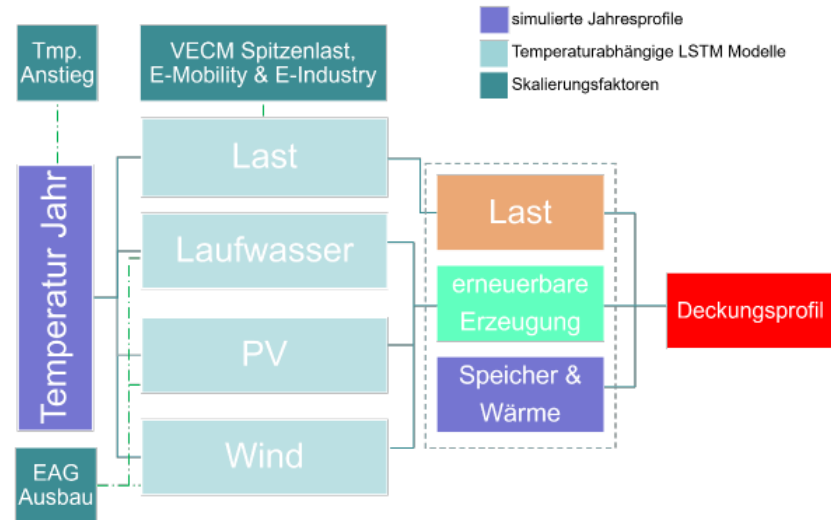 simulierte Jahresprofile
Temperaturabhängige LSTM Modelle
Skalierungsfaktoren
Tmp.
Anstieg
VECM Spitzenlast,
E-Mobility & E-Industry
Temperatur Jahr
Last
Laufwasser
PV
Wind
EAG
Ausbau
Last
erneuerbare
Erzeugung
Speicher &
Wärme
Deckungsprofil